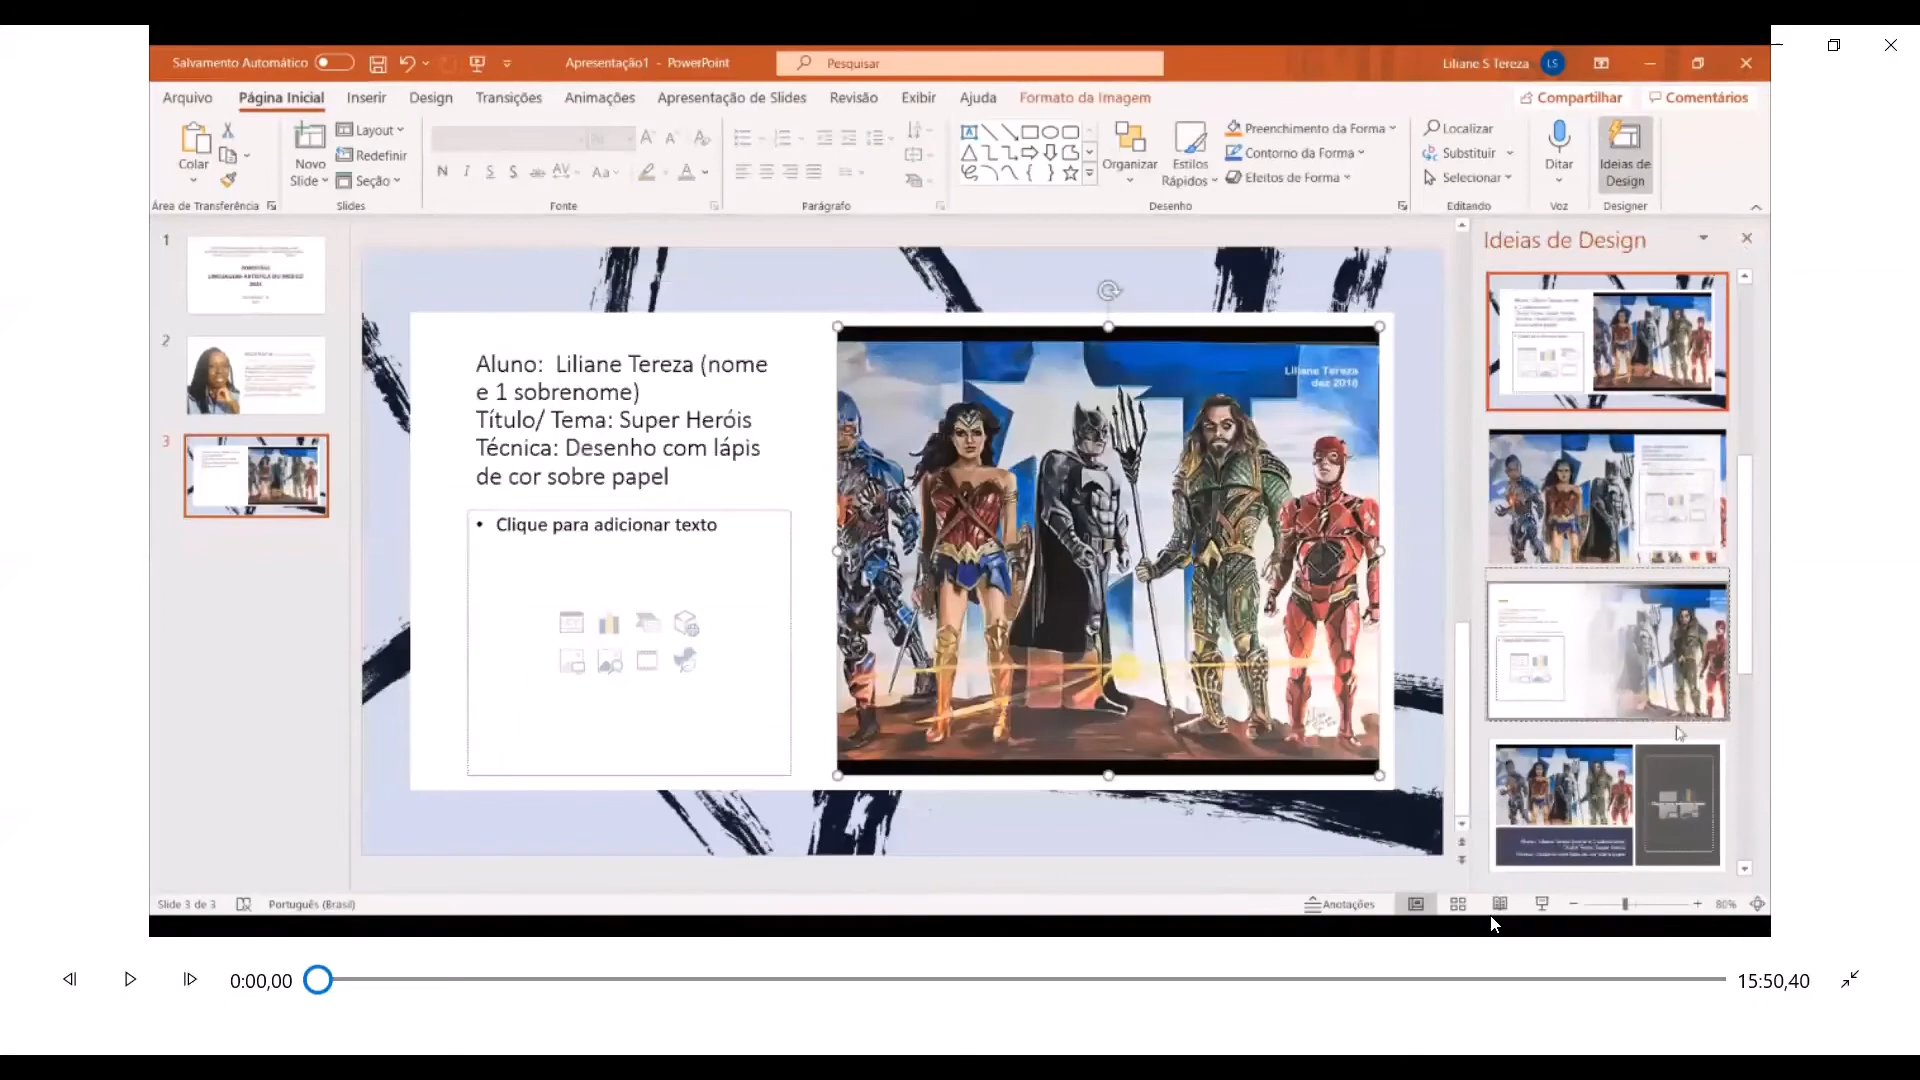 Salvamento Automático
Apresentação1 - PowerPoint
Pesquisar
Liliane S Tereza
LS
Arquivo
Página Inicial
Inserir
Design
Transições
Animações
Apresentação de Slides
Revisão
Exibir
Ajuda
Formato da Imagem
Compartilhar
Comentários
Colar
Novo
Slide
Layout
Redefinir
Seção
Preenchimento da Forma
Contorno da Forma
Efeitos de Forma
Organizar
Estilos
Rápidos
Localizar
Substituir
Selecionar
Ditar
Ideias de
Design
Área de Transferência
Slides
Fonte
Parágrafo
Desenho
Editando
Voz
Designer
1
2
3
Aluno: Liliane Tereza (nome
e 1 sobrenome)
Título/ Tema: Super Heróis
Técnica: Desenho com lápis
de cor sobre papel
• Clique para adicionar texto
Liliane Tereza
dez 2018
Ideias de Design
Slide 3 de 3
Português (Brasil)
Anotações
80%
0:00,00
15:50,40